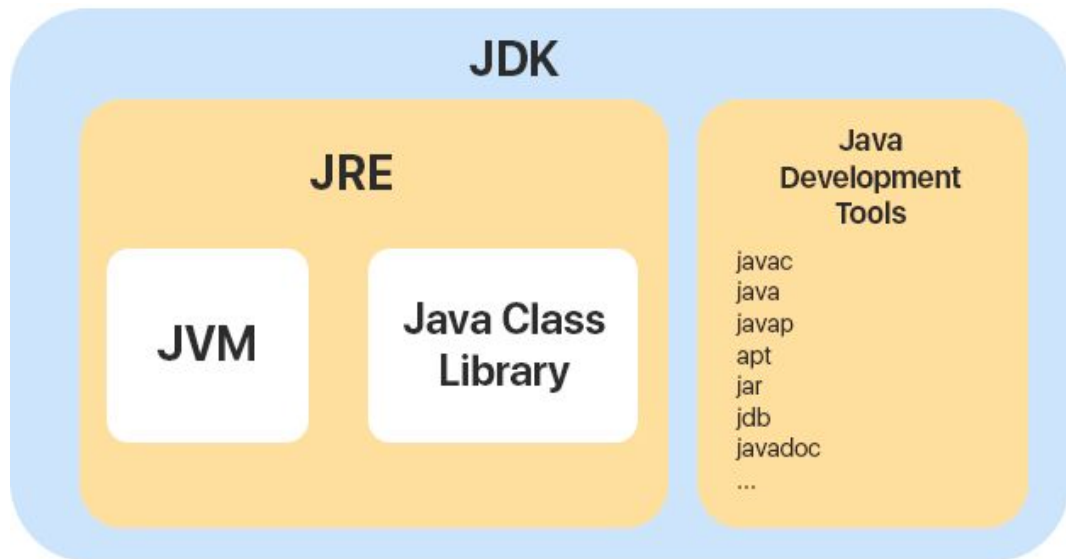 JDK
JRE
JVM
Java Class
Library
Java
Development
Tools
javac
java
javap
apt
jar
jdb
javadoc
...